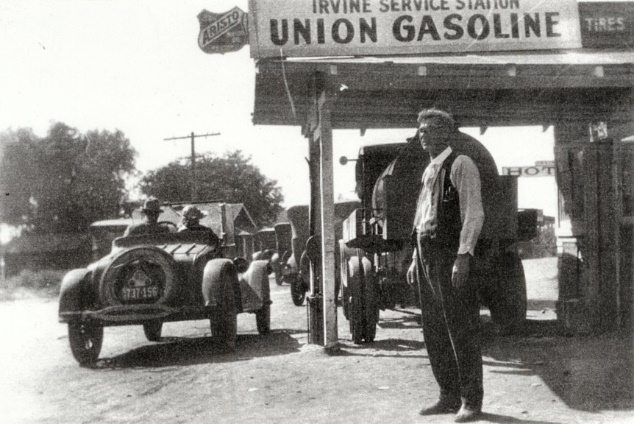 IRVINE SERVICE STATION
UNION GASOLINE
ARISTO
TIRES
HOT